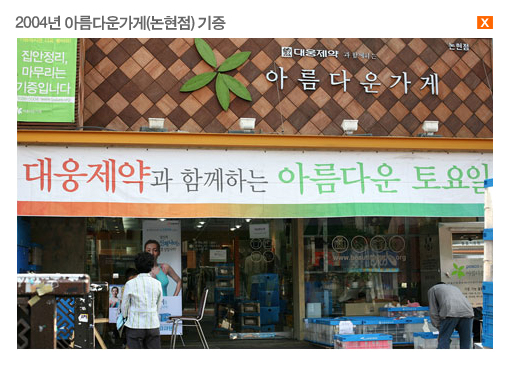 2004년 아름다운가게(논현점) 기증
X
집안정리,
마무리는
기증입니다
대웅제약 과 함께하는
논현점
아름다운가게
대웅제약과 함께하는 아름다운 토요일